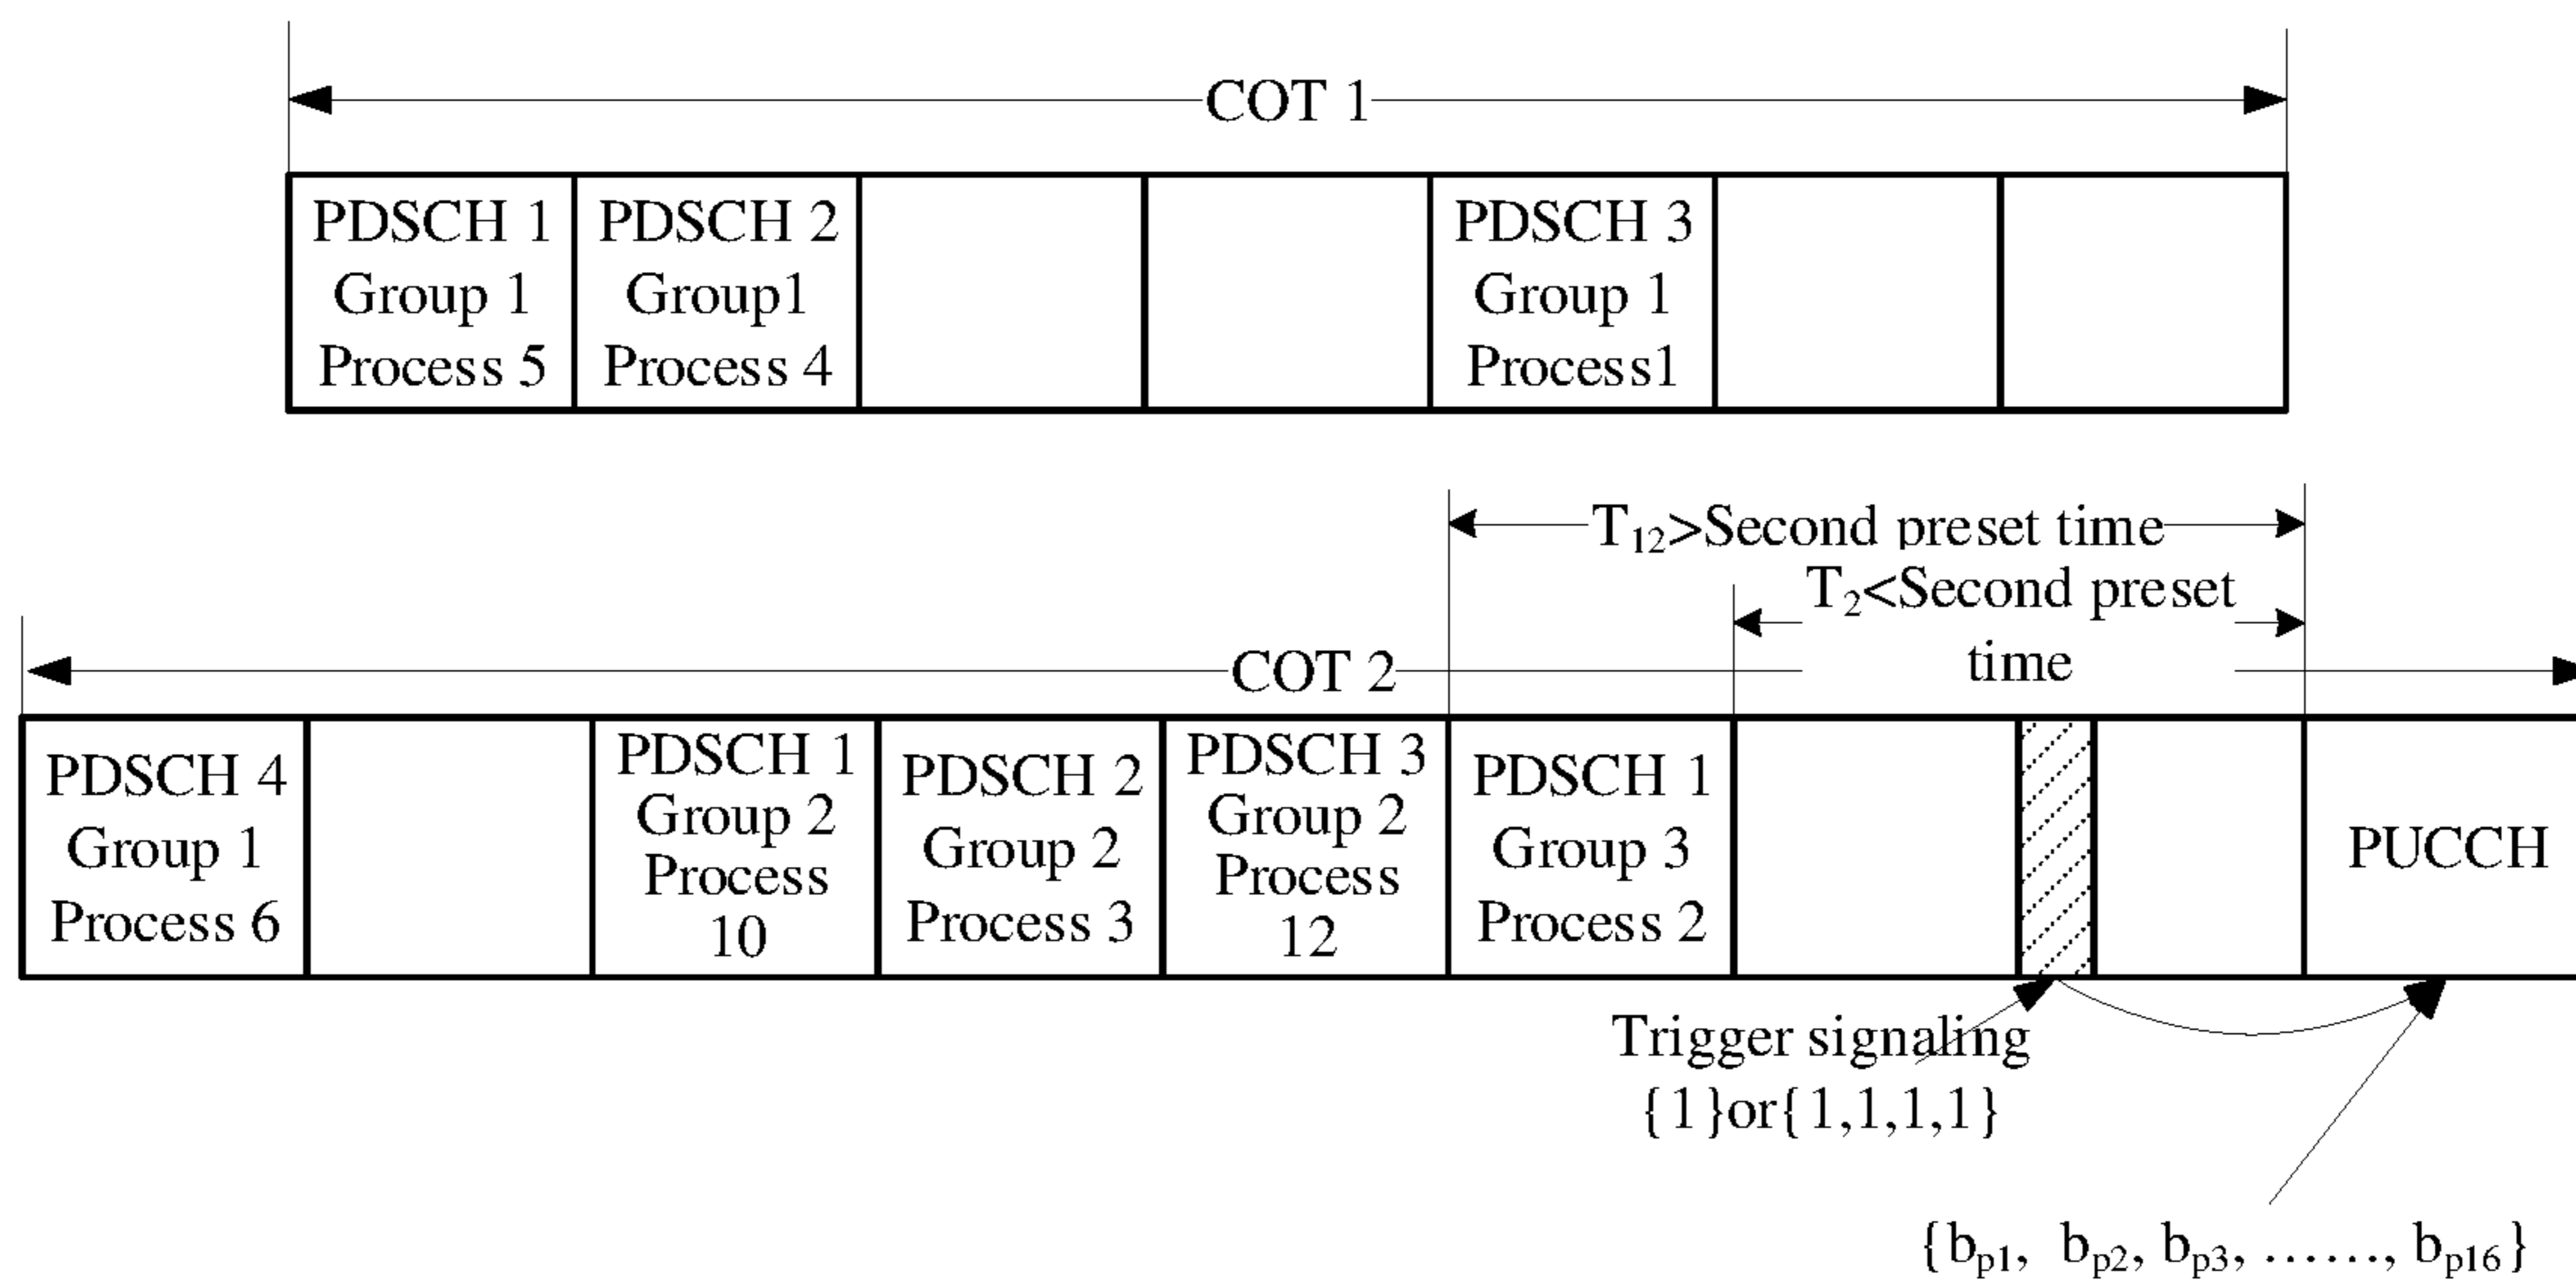 COT 1
PDSCH 1
Group 1
Process 5
PDSCH 2
Group1
Process 4
PDSCH 3
Group 1
Process1
T12>Second preset time
T2<Second preset
time
COT 2
PDSCH 4
Group 1
Process 6
PDSCH 1
Group 2
Process
10
PDSCH 2
Group 2
Process 3
PDSCH 3
Group 2
Process
12
PDSCH 1
Group 3
Process 2
PUCCH
Trigger signaling
{1}or{1,1,1,1}
{bp1, bp2, bp3, ......, bp16}